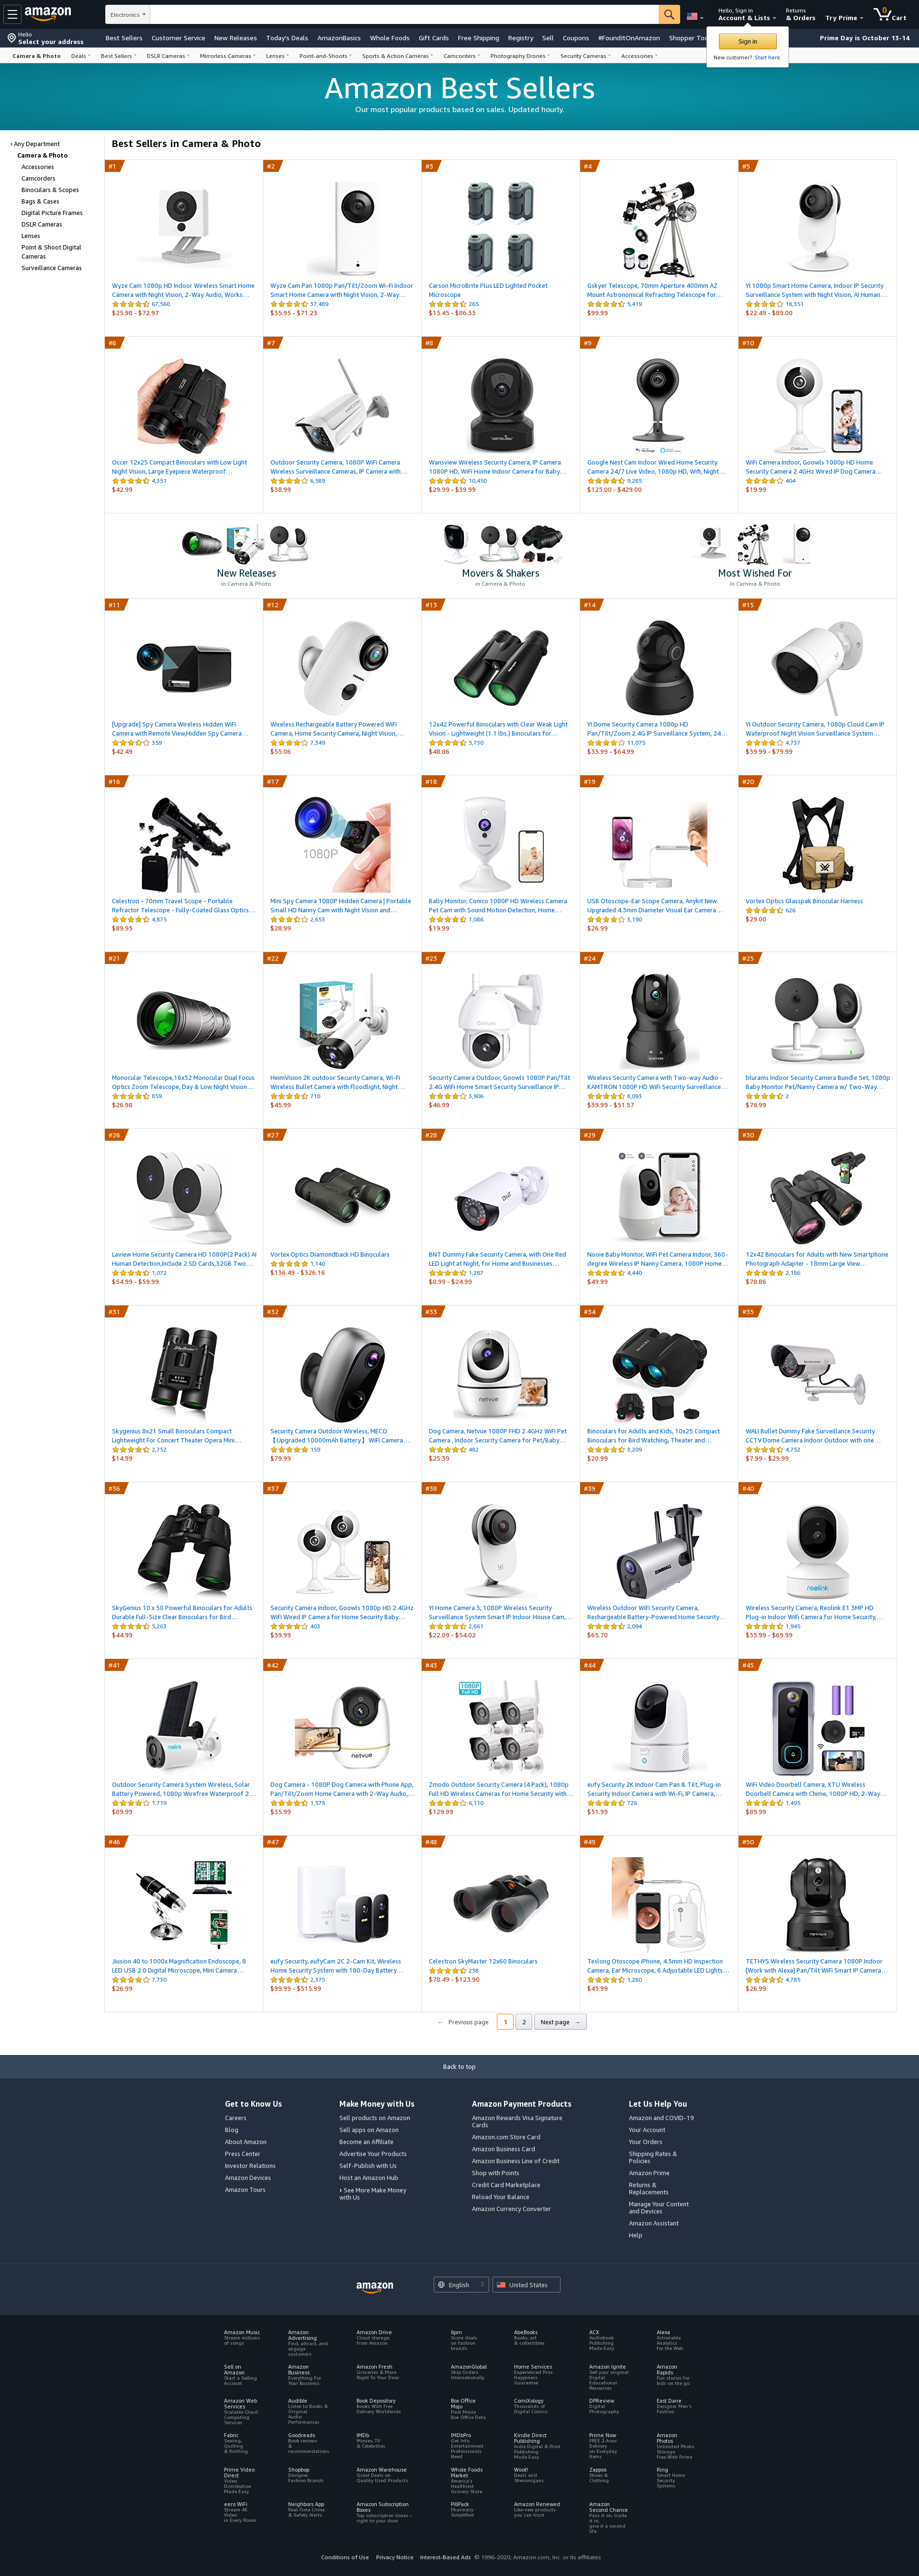 amazon
Electronics
Hello
Select your address
Hello, Sign in
Account & Lists
Returns
& Orders
Try Prime
0
Cart
Best Sellers Customer Service New Releases Today's Deals AmazonBasics Whole Foods Gift Cards Free Shipping Registry Sell Coupons #FoundItOnAmazon Shopper
Prime Day is October 13-14
Sign in
New customer? Start here.
Camera & Photo Deals Best Sellers DSLR Cameras Mirrorless Cameras Lenses Point-and-Shoots Sports & Action Cameras Camcorders Photography Drones Security Cameras Accessories
Amazon Best Sellers
Our most popular products based on sales. Updated hourly.
‹ Any Department
Camera & Photo
Accessories
Camcorders
Binoculars & Scopes
Bags & Cases
Digital Picture Frames
DSLR Cameras
Lenses
Point & Shoot Digital
Cameras
Surveillance Cameras
Best Sellers in Camera & Photo
#1
Wyze Cam 1080p HD Indoor Wireless Smart Home
Camera with Night Vision, 2-Way Audio, Works…
67,560
$25.98 - $72.97
#2
Wyze Cam Pan 1080p Pan/Tilt/Zoom Wi-Fi Indoor
Smart Home Camera with Night Vision, 2-Way…
37,489
$35.95 - $71.23
#3
Carson MicroBrite Plus LED Lighted Pocket
Microscope
265
$13.45 - $86.33
#4
Gskyer Telescope, 70mm Aperture 400mm AZ
Mount Astronomical Refracting Telescope for…
5,419
$99.99
#5
YI 1080p Smart Home Camera, Indoor IP Security
Surveillance System with Night Vision, AI Human…
18,351
$22.49 - $89.00
#6
Occer 12x25 Compact Binoculars with Low Light
Night Vision, Large Eyepiece Waterproof…
4,351
$42.99
#7
Outdoor Security Camera, 1080P WiFi Camera
Wireless Surveillance Cameras, IP Camera with…
6,589
$38.99
#8
Wansview Wireless Security Camera, IP Camera
1080P HD, WiFi Home Indoor Camera for Baby…
10,450
$29.99 - $39.99
#9
Google Nest Cam Indoor Wired Home Security
Camera 24/7 Live Video, 1080p HD, Wifi, Night…
9,285
$125.00 - $429.00
#10
WiFi Camera Indoor, Goowls 1080p HD Home
Security Camera 2.4GHz Wired IP Dog Camera…
404
$19.99
New Releases
in Camera & Photo
Movers & Shakers
in Camera & Photo
Most Wished For
in Camera & Photo
#11
[Upgrade] Spy Camera Wireless Hidden WiFi
Camera with Remote View,Hidden Spy Camera…
359
$42.49
#12
Wireless Rechargeable Battery Powered WiFi
Camera, Home Security Camera, Night Vision,…
7,349
$55.06
#13
12x42 Powerful Binoculars with Clear Weak Light
Vision - Lightweight (1.1 lbs.) Binoculars for…
5,730
$48.86
#14
YI Dome Security Camera 1080p HD
Pan/Tilt/Zoom 2.4G IP Surveillance System, 24…
11,075
$33.99 - $64.99
#15
YI Outdoor Security Camera, 1080p Cloud Cam IP
Waterproof Night Vision Surveillance System…
4,737
$39.99 - $79.99
#16
Celestron - 70mm Travel Scope - Portable
Refractor Telescope - Fully-Coated Glass Optics…
4,875
$89.95
#17
1080P
Mini Spy Camera 1080P Hidden Camera | Portable
Small HD Nanny Cam with Night Vision and…
2,653
$28.99
#18
Baby Monitor, Conico 1080P HD Wireless Camera
Pet Cam with Sound Motion Detection, Home…
1,086
$19.99
#19
USB Otoscope-Ear Scope Camera, Anykit New
Upgraded 4.5mm Diameter Visual Ear Camera…
3,190
$26.99
#20
Vortex Optics Glasspak Binocular Harness
626
$29.00
#21
Monocular Telescope,16x52 Monocular Dual Focus
Optics Zoom Telescope, Day & Low Night Vision…
859
$26.98
#22
HeimVision 2K outdoor Security Camera, Wi-Fi
Wireless Bullet Camera with Floodlight, Night…
710
$45.99
#23
Security Camera Outdoor, Goowls 1080P Pan/Tilt
2.4G WiFi Home Smart Security Surveillance IP…
3,906
$46.99
#24
Wireless Security Camera with Two-way Audio -
KAMTRON 1080P HD WiFi Security Surveillance…
8,093
$39.99 - $51.57
#25
blurams Indoor Security Camera Bundle Set, 1080p
Baby Monitor Pet/Nanny Camera w/ Two-Way…
2
$78.99
#26
Laview Home Security Camera HD 1080P(2 Pack) AI
Human Detection,Include 2 SD Cards,32GB Two…
1,072
$54.99 - $59.99
#27
Vortex Optics Diamondback HD Binoculars
1,140
$136.49 - $326.16
#28
BNT Dummy Fake Security Camera, with One Red
LED Light at Night, for Home and Businesses…
1,287
$8.99 - $24.99
#29
Nooie Baby Monitor, WiFi Pet Camera Indoor, 360-
degree Wireless IP Nanny Camera, 1080P Home…
4,440
$49.99
#30
12x42 Binoculars for Adults with New Smartphone
Photograph Adapter - 18mm Large View…
2,166
$78.86
#31
Skygenius 8x21 Small Binoculars Compact
Lightweight For Concert Theater Opera Mini…
2,752
$14.99
#32
Security Camera Outdoor Wireless, MECO
【Upgraded 10000mAh Battery】 WiFi Camera…
159
$79.99
#33
netvue
Dog Camera, Netvue 1080P FHD 2.4GHz WiFi Pet
Camera , Indoor Security Camera for Pet/Baby…
482
$25.39
#34
Binoculars for Adults and Kids, 10x25 Compact
Binoculars for Bird Watching, Theater and…
3,209
$20.99
#35
WALI Bullet Dummy Fake Surveillance Security
CCTV Dome Camera Indoor Outdoor with one…
4,752
$7.99 - $29.99
#36
SkyGenius 10 x 50 Powerful Binoculars for Adults
Durable Full-Size Clear Binoculars for Bird…
5,263
$44.99
#37
Security Camera Indoor, Goowls 1080p HD 2.4GHz
WiFi Wired IP Camera for Home Security Baby…
403
$39.99
#38
YI Home Camera 3, 1080P Wireless Security
Surveillance System Smart IP Indoor House Cam,…
2,661
$22.09 - $54.02
#39
Wireless Outdoor WiFi Security Camera,
Rechargeable Battery-Powered Home Security…
2,094
$65.70
#40
reolink
Wireless Security Camera, Reolink E1 3MP HD
Plug-in Indoor WiFi Camera for Home Security,…
1,945
$35.99 - $69.99
#41
reolink
Outdoor Security Camera System Wireless, Solar
Battery Powered, 1080p Wirefree Waterproof 2…
1,719
$89.99
#42
netvue
Dog Camera - 1080P Dog Camera with Phone App,
Pan/Tilt/Zoom Home Camera with 2-Way Audio,…
1,575
$35.99
#43
1080P
Full HD
Zmodo Outdoor Security Camera (4 Pack), 1080p
Full HD Wireless Cameras for Home Security with…
6,110
$129.99
#44
eufy Security 2K Indoor Cam Pan & Tilt, Plug-in
Security Indoor Camera with Wi-Fi, IP Camera,…
726
$51.99
#45
WiFi Video Doorbell Camera, XTU Wireless
Doorbell Camera with Chime, 1080P HD, 2-Way…
1,495
$89.99
#46
Jiusion 40 to 1000x Magnification Endoscope, 8
LED USB 2.0 Digital Microscope, Mini Camera…
7,730
$26.99
#47
eufy Security, eufyCam 2C 2-Cam Kit, Wireless
Home Security System with 180-Day Battery…
2,375
$99.99 - $315.99
#48
Celestron SkyMaster 12x60 Binoculars
258
$78.49 - $123.90
#49
Teslong Otoscope iPhone, 4.5mm HD Inspection
Camera, Ear Microscope, 6 Adjustable LED Lights…
1,280
$45.99
#50
TETHYS Wireless Security Camera 1080P Indoor
[Work with Alexa] Pan/Tilt WiFi Smart IP Camera…
4,785
$26.99
← Previous page 1 2 Next page →
Back to top
Get to Know Us
Careers
Blog
About Amazon
Press Center
Investor Relations
Amazon Devices
Amazon Tours
Make Money with Us
Sell products on Amazon
Sell apps on Amazon
Become an Affiliate
Advertise Your Products
Self-Publish with Us
Host an Amazon Hub
› See More Make Money
with Us
Amazon Payment Products
Amazon Rewards Visa Signature
Cards
Amazon.com Store Card
Amazon Business Card
Amazon Business Line of Credit
Shop with Points
Credit Card Marketplace
Reload Your Balance
Amazon Currency Converter
Let Us Help You
Amazon and COVID-19
Your Account
Your Orders
Shipping Rates &
Policies
Amazon Prime
Returns &
Replacements
Manage Your Content
and Devices
Amazon Assistant
Help
amazon
English
United States
Amazon Music
Stream millions
of songs
Amazon
Advertising
Find, attract, and
engage
customers
Amazon Drive
Cloud storage
from Amazon
6pm
Score deals
on fashion
brands
AbeBooks
Books, art
& collectibles
ACX
Audiobook
Publishing
Made Easy
Alexa
Actionable
Analytics
for the Web
Sell on
Amazon
Start a Selling
Account
Amazon
Business
Everything For
Your Business
Amazon Fresh
Groceries & More
Right To Your Door
AmazonGlobal
Ship Orders
Internationally
Home Services
Experienced Pros
Happiness
Guarantee
Amazon Ignite
Sell your original
Digital
Educational
Resources
Amazon
Rapids
Fun stories for
kids on the go
Amazon Web
Services
Scalable Cloud
Computing
Services
Audible
Listen to Books &
Original
Audio
Performances
Book Depository
Books With Free
Delivery Worldwide
Box Office
Mojo
Find Movie
Box Office Data
ComiXology
Thousands of
Digital Comics
DPReview
Digital
Photography
East Dane
Designer Men's
Fashion
Fabric
Sewing,
Quilting
& Knitting
Goodreads
Book reviews
&
recommendations
IMDb
Movies, TV
& Celebrities
IMDbPro
Get Info
Entertainment
Professionals
Need
Kindle Direct
Publishing
Indie Digital & Print
Publishing
Made Easy
Prime Now
FREE 2-hour
Delivery
on Everyday
Items
Amazon
Photos
Unlimited Photo
Storage
Free With Prime
Prime Video
Direct
Video
Distribution
Made Easy
Shopbop
Designer
Fashion Brands
Amazon Warehouse
Great Deals on
Quality Used Products
Whole Foods
Market
America's
Healthiest
Grocery Store
Woot!
Deals and
Shenanigans
Zappos
Shoes &
Clothing
Ring
Smart Home
Security
Systems
eero WiFi
Stream 4K
Video
in Every Room
Neighbors App
Real-Time Crime
& Safety Alerts
Amazon Subscription
Boxes
Top subscription boxes –
right to your door
PillPack
Pharmacy
Simplified
Amazon Renewed
Like-new products
you can trust
Amazon
Second Chance
Pass it on, trade
it in,
give it a second
life
Conditions of Use Privacy Notice Interest-Based Ads © 1996-2020, Amazon.com, Inc. or its affiliates